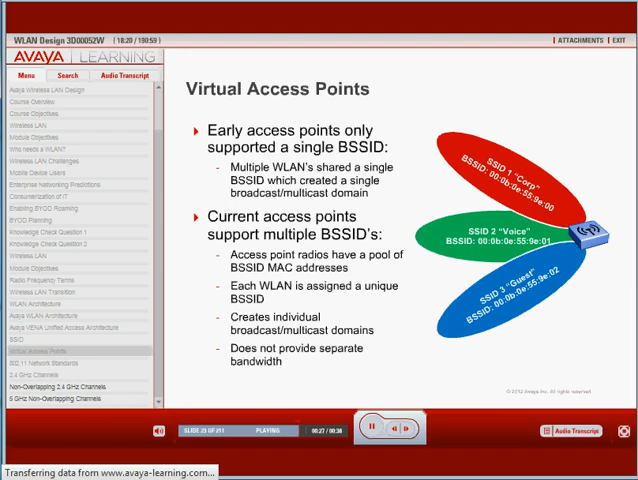 WLAN Design 3D00052W (18:20 / 190:59)
ATTACHMENTS EXIT
AVAYA LEARNING
Menu Search Audio Transcript
Avaya Wireless LAN Design
Course Overview
Course Objectives
Wireless LAN
Module Objectives
Who needs a WLAN?
Wireless LAN Challenges
Mobile Device Users
Enterprise Networking Predictions
Consumerization of IT
Enabling BYOD Roaming
BYOD Planning
Knowledge Check Question 1
Knowledge Check Question 2
Wireless LAN
Module Objectives
Radio Frequency Terms
Wireless LAN Transition
WLAN Architecture
Avaya WLAN Architecture
Avaya VENA Unified Access Architecture
SSID
Virtual Access Points
802.11 Network Standards
2.4 GHz Channels
Non-Overlapping 2.4 GHz Channels
5 GHz Non-Overlapping Channels
Virtual Access Points
Early access points only
supported a single BSSID:
- Multiple WLAN's shared a single
BSSID which created a single
broadcast/multicast domain
Current access points
support multiple BSSID's:
- Access point radios have a pool of
BSSID MAC addresses
- Each WLAN is assigned a unique
BSSID
- Creates individual
broadcast/multicast domains
- Does not provide separate
bandwidth
SSID 1 "Corp"
BSSID: 00:0b:0e:55:9e:00
SSID 2 "Voice"
BSSID: 00:0b:0e:55:9e:01
SSID 3 "Guest"
BSSID: 00:0b:0e:55:9e:02
© 2012 Avaya Inc. All rights reserved.
SLIDE 25 OF 211 PLAYING 00:27 / 00:38
Audio Transcript
Transferring data from www.avaya-learning.com...